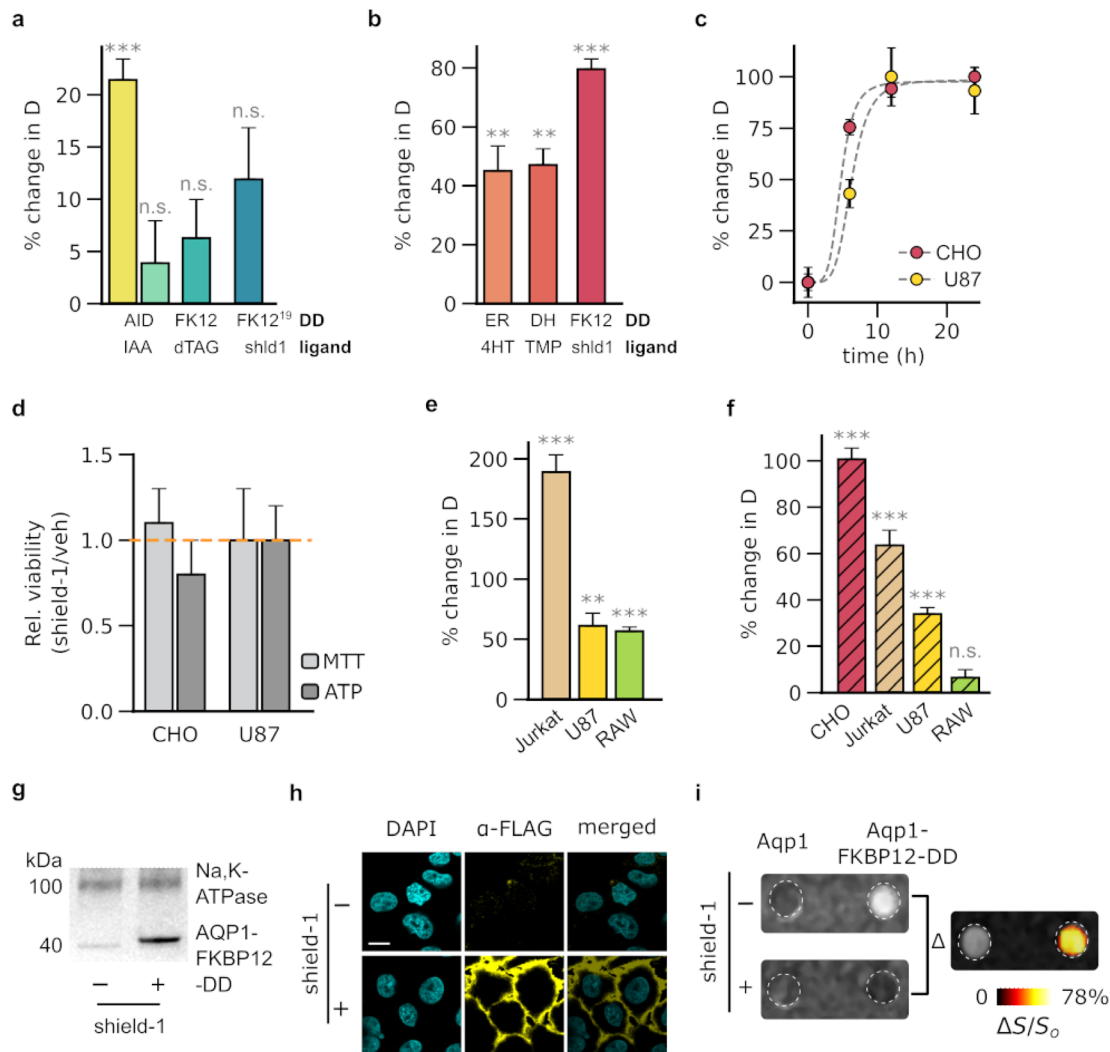 a
% change in D
20
15
10
5
0
***
n.s.
n.s.
n.s.
AID FK12 FK12¹⁹ DD
IAA dTAG shld1 ligand
b
% change in D
80
60
40
20
0
**
**
***
ER DH FK12 DD
4HT TMP shld1 ligand
c
% change in D
100
75
50
25
0
CHO
U87
0 10 20
time (h)
d
Rel. viability
(shield-1/veh)
1.5
1.0
0.5
0.0
MTT
ATP
CHO U87
e
% change in D
200
150
100
50
0
***
**
***
Jurkat
U87
RAW
f
% change in D
100
80
60
40
20
0
***
***
***
n.s.
CHO
Jurkat
U87
RAW
g
kDa
100
40
Na,K-
ATPase
AQP1-
FKBP12
-DD
− +
shield-1
h
DAPI α-FLAG merged
shield-1
−
+
i
Aqp1 Aqp1-
FKBP12-DD
shield-1
−
+
Δ
0 78%
ΔS/Sₒ